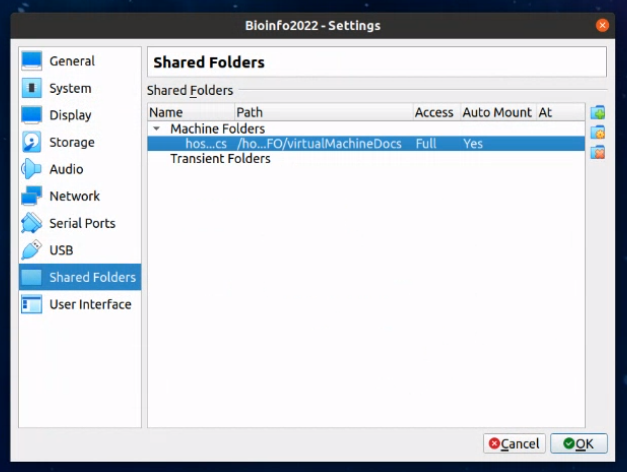 Bioinfo2022 - Settings
General
System
Display
Storage
Audio
Network
Serial Ports
USB
Shared Folders
User Interface
Shared Folders
Shared Folders
Name Path Access Auto Mount At
Machine Folders
hos...cs /ho...FO/virtualMachineDocs Full Yes
Transient Folders
Cancel OK